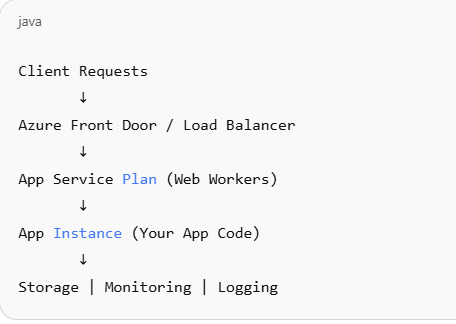 java
Client Requests
↓
Azure Front Door / Load Balancer
↓
App Service Plan (Web Workers)
↓
App Instance (Your App Code)
↓
Storage | Monitoring | Logging